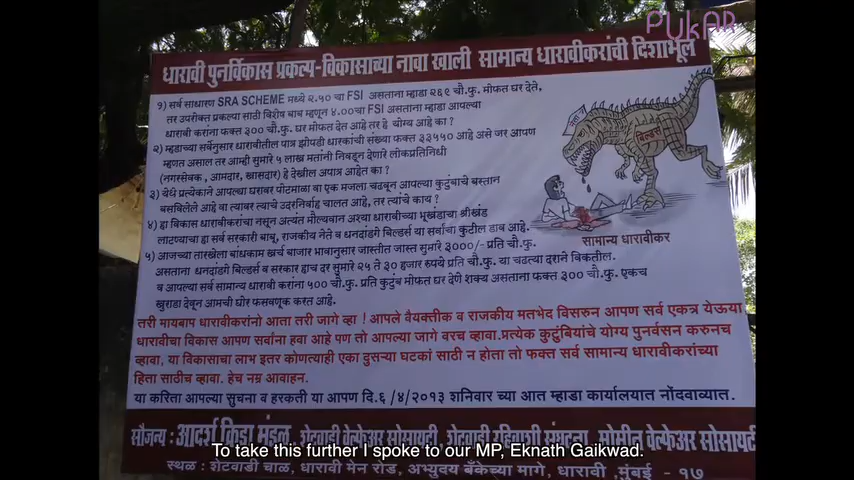 PUKAR
धारावी पुनर्विकास प्रकल्प-विकासाच्या नावा खाली सामान्य धारावीकरांची दिशाभूल
१) सर्व साधारण SRA SCHEME मध्ये २.५० चा FSI असताना म्हाडा २६९ चौ.फु. मोफत घर देते,
तर उपरोक्त प्रकल्पा साठी विशेष बाब म्हणून ४.००चा FSI असताना म्हाडा आपल्या
धारावी करांना फक्त ३०० चौ.फु. घर मोफत देत आहे तर हे योग्य आहे का ?
२) म्हाडाच्या सर्वेनुसार धारावीतील पात्र झोपडी धारकांची संख्या फक्त ३३५५० आहे असे जर आपण
म्हणत असाल तर आम्ही सुमारे ५ लाख मतांनी निवडून देणारे लोकप्रतिनिधी
(नगरसेवक , आमदार, खासदार) हे देखील अपात्र आहेत का ?
३) येथे प्रत्येकाने आपल्या घरावर पोटमाळा वा एक मजला चढवून आपल्या कुटुंबाचे बस्तान
बसविलेले आहे वा त्यावर त्याचे उदरनिर्वाह चालत आहे, तर त्यांचे काय ?
४) हा विकास धारावीकरांचा नसून अत्यंत मौल्यवान अश्या धारावीच्या भूखंडाचा श्रीखंड
लाटण्याचा हा सर्व सरकारी बाबू, राजकीय नेते व धनदांडगे बिल्डर्स या सर्वांचा कुटील डाव आहे.
५) आजच्या तारखेला बांधकाम खर्च बाजार भावानुसार जास्तीत जास्त सुमारे ३०००/- प्रति चौ.फु.
असताना धनदांडगे बिल्डर्स व सरकार हाच दर सुमारे २५ ते ३० हजार रुपये प्रति चौ.फु. या चढत्या दराने विकतील.
व आपल्या सर्व सामान्य धारावी करांना ५०० चौ.फु. प्रति कुटुंब मोफत घर देणे शक्य असताना फक्त ३०० चौ.फु. एकच
खुराडा देवून आमची घोर फसवणूक करत आहे.
बिल्डर्स
सामान्य धारावीकर
तरी मायबाप धारावीकरांनो आता तरी जागे व्हा ! आपले वैयक्तीक व राजकीय मतभेद विसरुन आपण सर्व एकत्र येऊया
धारावीचा विकास आपण सर्वांना हवा आहे पण तो आपल्या जागे वरच व्हावा.प्रत्येक कुटुंबियांचे योग्य पुनर्वसन करुनच
व्हावा, या विकासाचा लाभ इतर कोणत्याही एका दुसऱ्या घटकां साठी न होता तो फक्त सर्व सामान्य धारावीकरांच्या
हिता साठीच व्हावा. हेच नम्र आवाहन.
या करिता आपल्या सुचना व हरकती या आपण दि.६ /४/२०१३ शनिवार च्या आत म्हाडा कार्यालयात नोंदवाव्यात.
सौजन्य : आदर्श क्रिडा मंडल, शेटवाडी वेल्फेअर सोसायटी, शेटवाडी रहिवाशी संघटना, मोमीन वेल्फेअर सोसायटी
To take this further I spoke to our MP, Eknath Gaikwad.
स्थळ : शेटवाडी चाळ, धारावी मेन रोड, अभ्युदय बँकेच्या मागे, धारावी ,मुंबई - १७